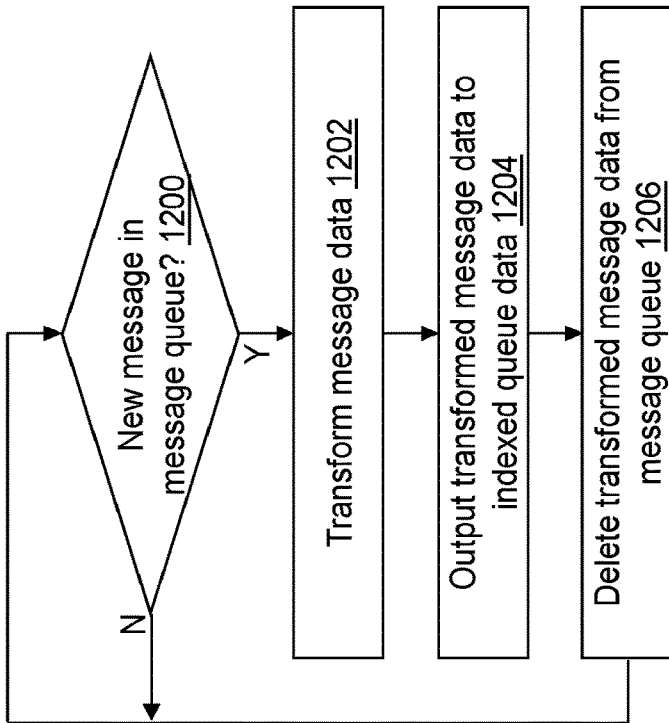 New message in
message queue? 1200
N
Y
Transform message data 1202
Output transformed message data to
indexed queue data 1204
Delete transformed message data from
message queue 1206